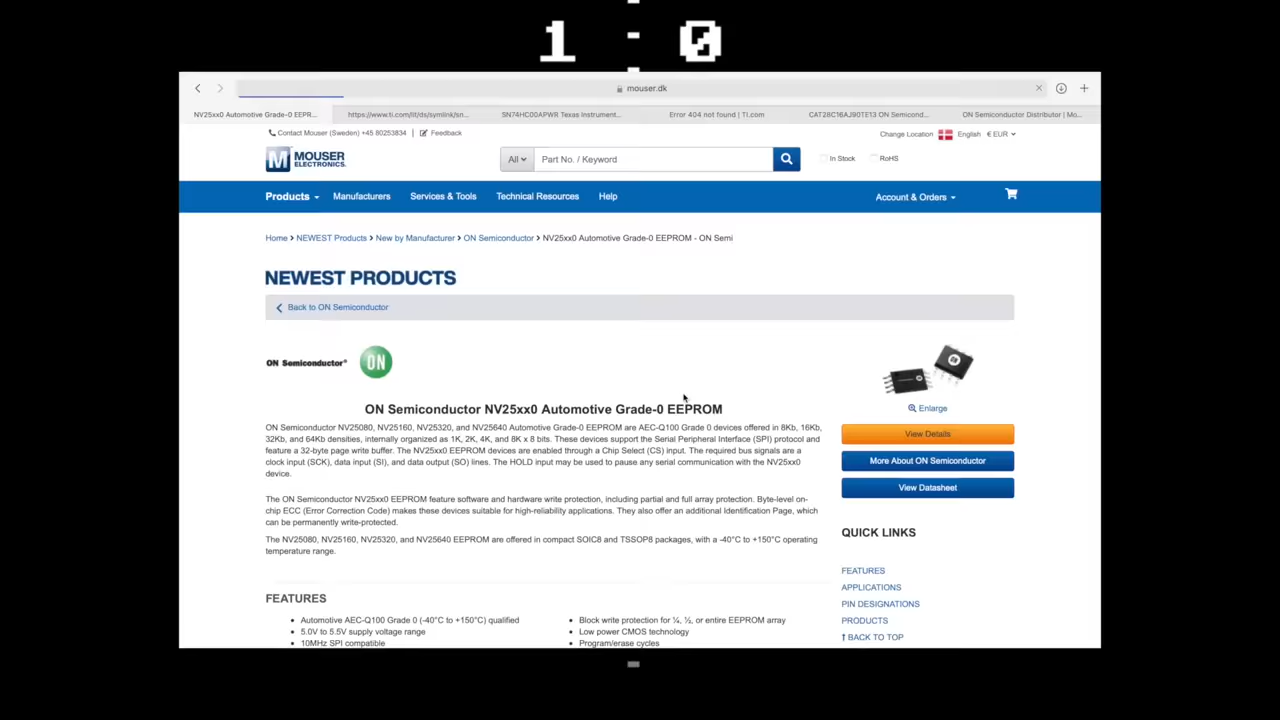 1 0
mouser.dk
NV25xx0 Automotive Grade-0 EEPR... https://www.ti.com/lit/ds/symlink/sn... SN74HC00APWR Texas Instrument... Error 404 not found | TI.com CAT28C16AJ90TE13 ON Semicond... ON Semiconductor Distributor | Mo...
Contact Mouser (Sweden) +45 80253834 | Feedback
Change Location English € EUR
M MOUSER ELECTRONICS
All Part No. / Keyword In Stock RoHS
Products Manufacturers Services & Tools Technical Resources Help Account & Orders
Home > NEWEST Products > New by Manufacturer > ON Semiconductor > NV25xx0 Automotive Grade-0 EEPROM - ON Semi
NEWEST PRODUCTS
Back to ON Semiconductor
ON Semiconductor® ON
Enlarge
ON Semiconductor NV25xx0 Automotive Grade-0 EEPROM
ON Semiconductor NV25080, NV25160, NV25320, and NV25640 Automotive Grade-0 EEPROM are AEC-Q100 Grade 0 devices offered in 8Kb, 16Kb,
32Kb, and 64Kb densities, internally organized as 1K, 2K, 4K, and 8K x 8 bits. These devices support the Serial Peripheral Interface (SPI) protocol and
feature a 32-byte page write buffer. The NV25xx0 EEPROM devices are enabled through a Chip Select (CS) input. The required bus signals are a
clock input (SCK), data input (SI), and data output (SO) lines. The HOLD input may be used to pause any serial communication with the NV25xx0
device.
The ON Semiconductor NV25xx0 EEPROM feature software and hardware write protection, including partial and full array protection. Byte-level on-
chip ECC (Error Correction Code) makes these devices suitable for high-reliability applications. They also offer an additional Identification Page, which
can be permanently write-protected.
The NV25080, NV25160, NV25320, and NV25640 EEPROM are offered in compact SOIC8 and TSSOP8 packages, with a -40°C to +150°C operating
temperature range.
View Details
More About ON Semiconductor
View Datasheet
QUICK LINKS
FEATURES
APPLICATIONS
PIN DESIGNATIONS
PRODUCTS
BACK TO TOP
FEATURES
• Automotive AEC-Q100 Grade 0 (-40°C to +150°C) qualified
• 5.0V to 5.5V supply voltage range
• 10MHz SPI compatible
• Block write protection for ¼, ½, or entire EEPROM array
• Low power CMOS technology
• Program/erase cycles